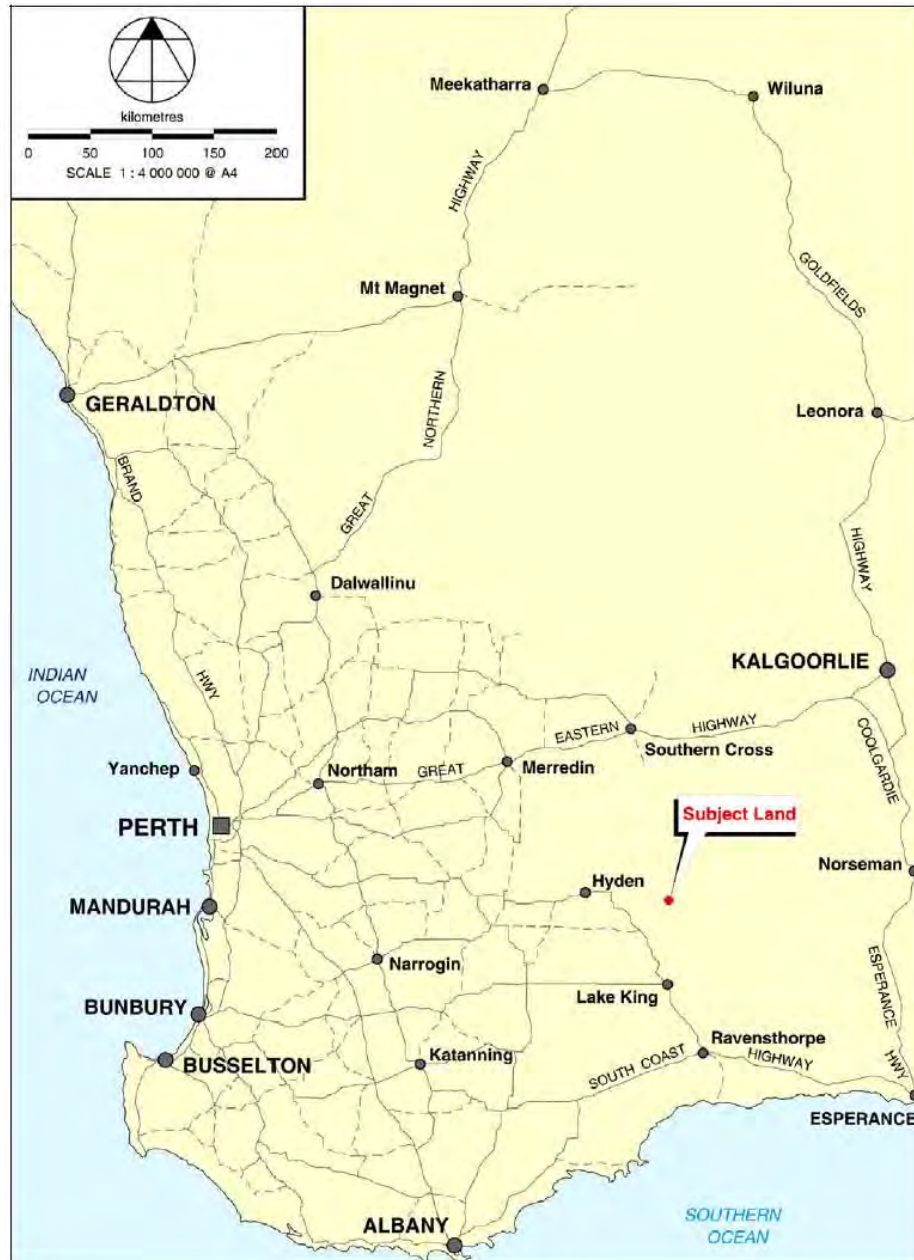 kilometres
0 50 100 150 200
SCALE 1 : 4 000 000 @ A4
Meekatharra
Wiluna
HIGHWAY
GOLDFIELDS
Mt Magnet
GERALDTON
Leonora
NORTHERN
BRAND
GREAT
HIGHWAY
Dalwallinu
KALGOORLIE
INDIAN
OCEAN
HWY
EASTERN
HIGHWAY
Southern Cross
COOLGARDIE
Yanchep
Northam
GREAT
Merredin
PERTH
Subject Land
Norseman
Hyden
MANDURAH
Narrogin
ESPERANCE
Lake King
BUNBURY
Ravensthorpe
BUSSELTON
Katanning
SOUTH COAST
HIGHWAY
HWY
ESPERANCE
ALBANY
SOUTHERN
OCEAN